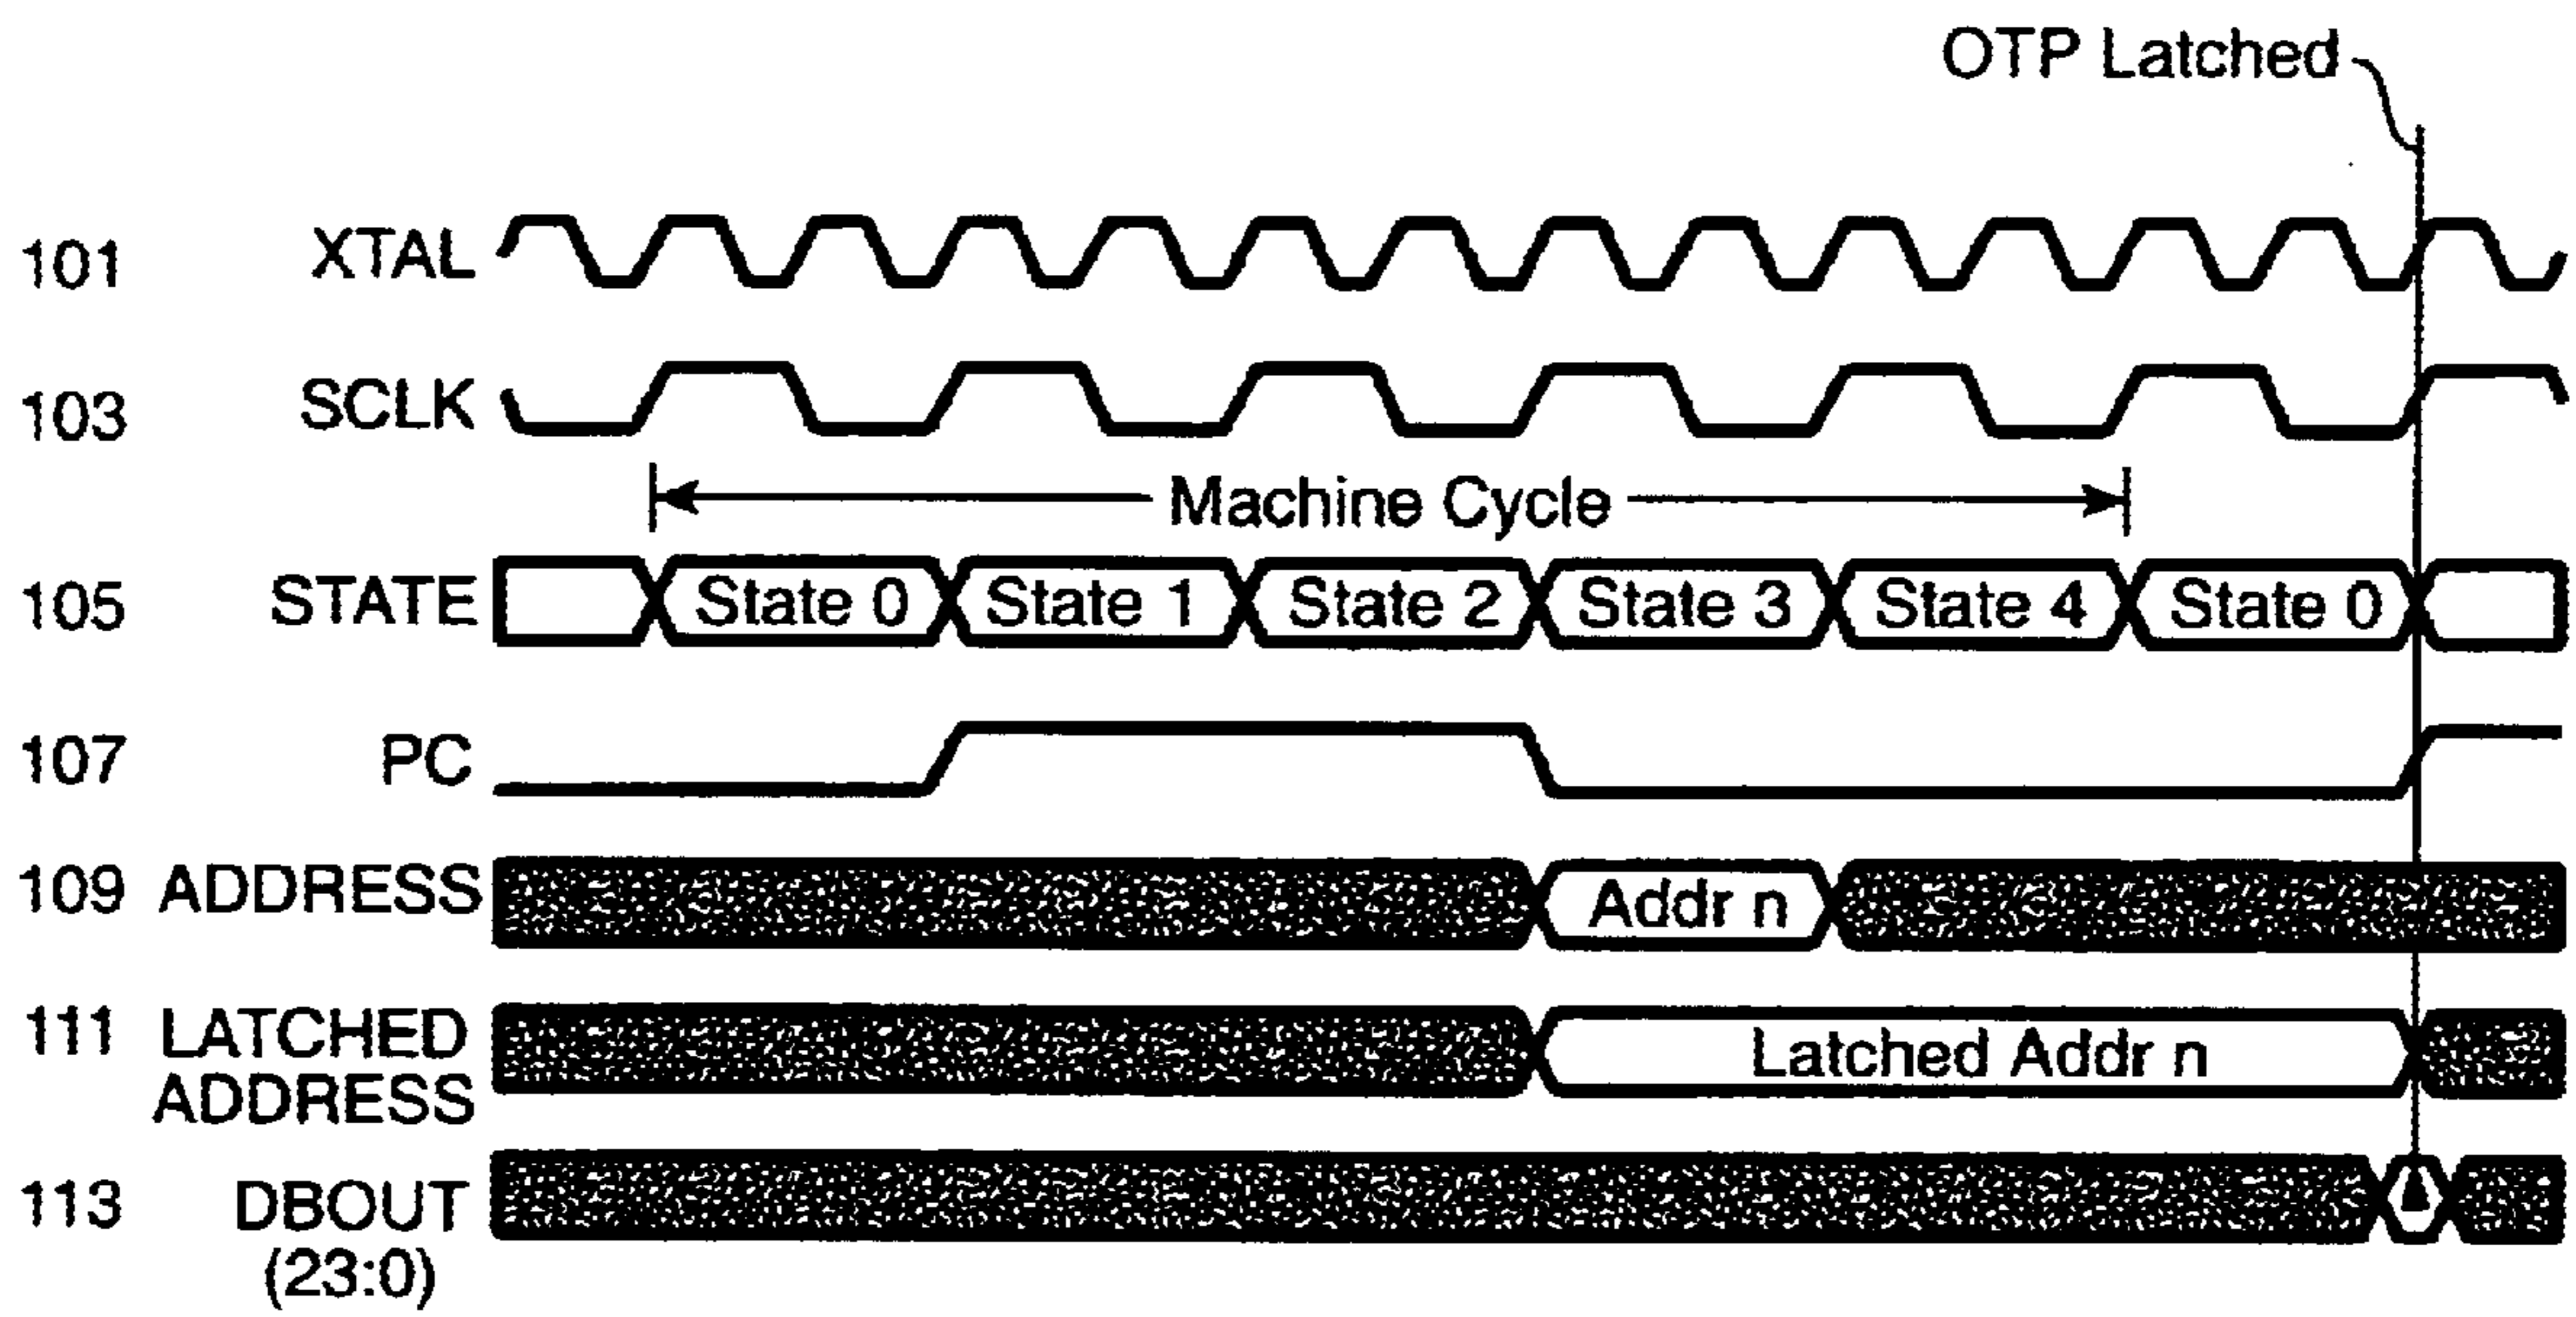 OTP Latched
101 XTAL
103 SCLK
Machine Cycle
105 STATE State 0 State 1 State 2 State 3 State 4 State 0
107 PC
109 ADDRESS Addr n
111 LATCHED ADDRESS Latched Addr n
113 DBOUT
(23:0)